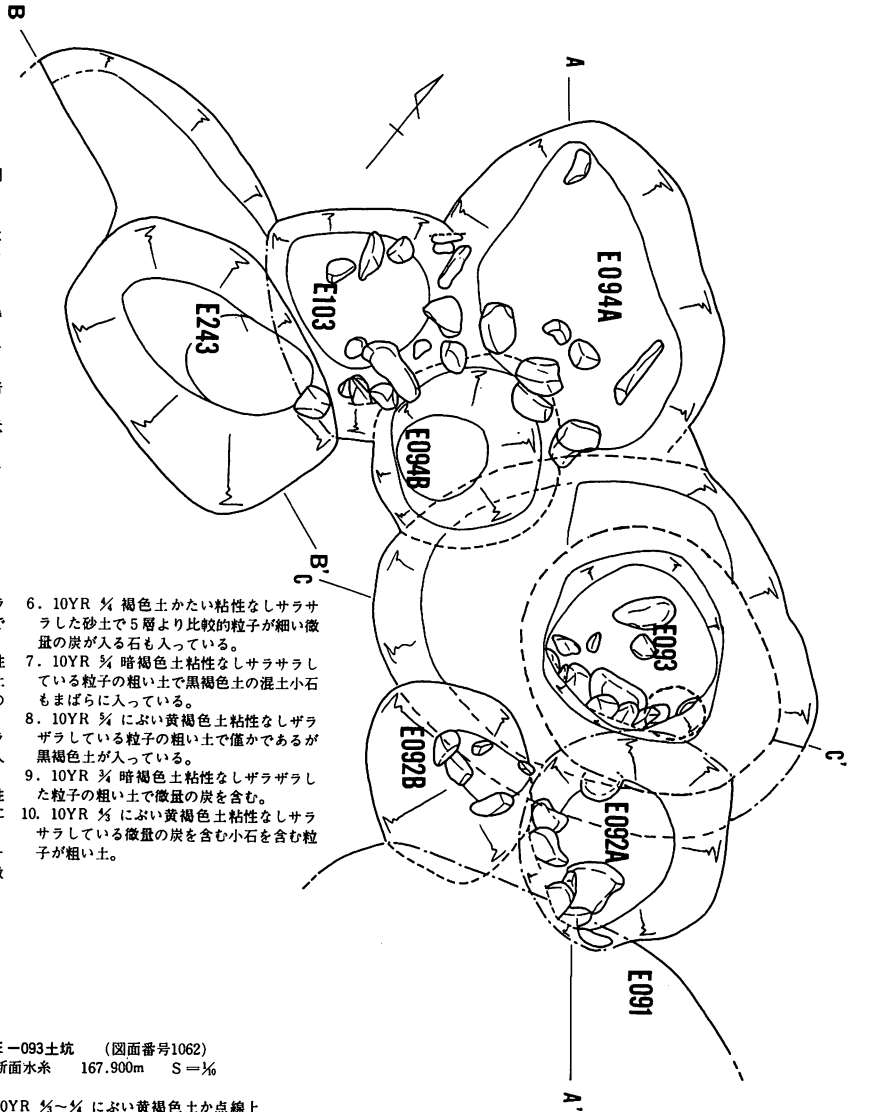 B
A
E094A
E103
E243
E094B
B'
C
E093
C'
E092B
E092A
E091
A'
6. 10YR 4/4 褐色土かたい粘性なしサラサ
ラした砂土で5層より比較的粒子が細い微
量の炭が入る石も入っている。
7. 10YR 3/4 暗褐色土粘性なしサラサラし
ている粒子の粗い土で黒褐色土の混土小石
もまばらに入っている。
8. 10YR にぶい黄褐色土粘性なしザラ
ザラしている粒子の粗い土で僅かであるが
黒褐色土が入っている。
9. 10YR 暗褐色土粘性なしザラザラし
た粒子の粗い土で微量の炭を含む。
10. 10YR にぶい黄褐色土粘性なしサラ
サラしている微量の炭を含む小石を含む粒
子が粗い土。
-093土坑 (図面番号1062)
面水糸 167.900m S=
0YR にぶい黄褐色土か点線上